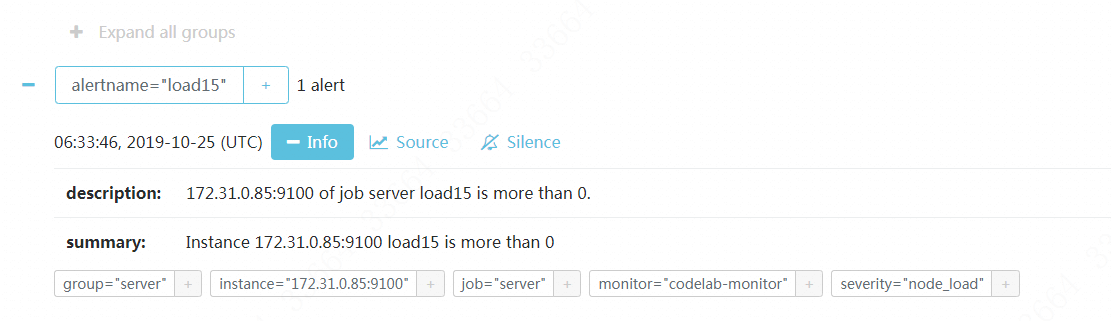 + Expand all groups
− alertname="load15" + 1 alert
06:33:46, 2019-10-25 (UTC) − Info Source Silence
description: 172.31.0.85:9100 of job server load15 is more than 0.
summary: Instance 172.31.0.85:9100 load15 is more than 0
group="server" + instance="172.31.0.85:9100" + job="server" + monitor="codelab-monitor" + severity="node_load" +